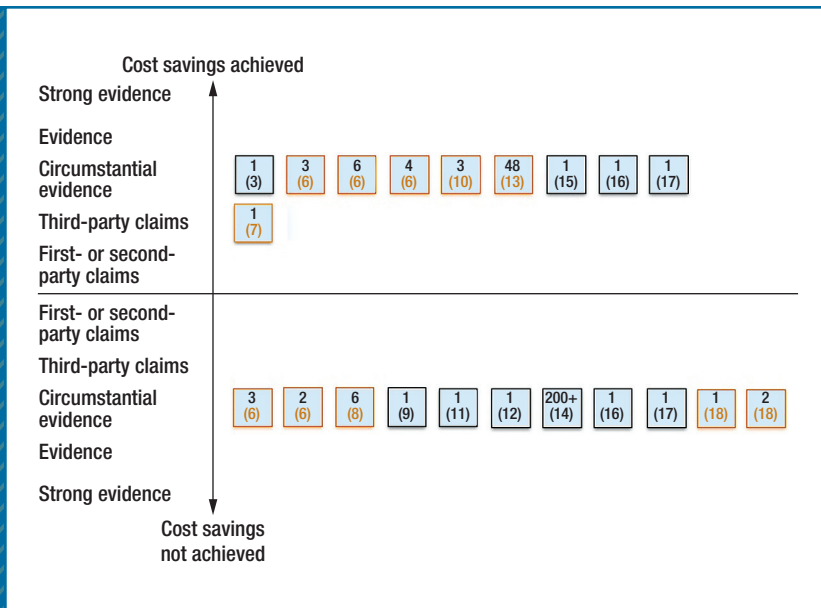 Cost savings achieved
Strong evidence
Evidence
Circumstantial
evidence
1 3 6 4 3 48 1 1 1
(3) (6) (6) (6) (10) (13) (15) (16) (17)
Third-party claims
1
(7)
First- or second-
party claims
First- or second-
party claims
Third-party claims
Circumstantial
evidence
3 2 6 1 1 1 200+ 1 1 1 2
(6) (6) (8) (9) (11) (12) (14) (16) (17) (18) (18)
Evidence
Strong evidence
Cost savings
not achieved